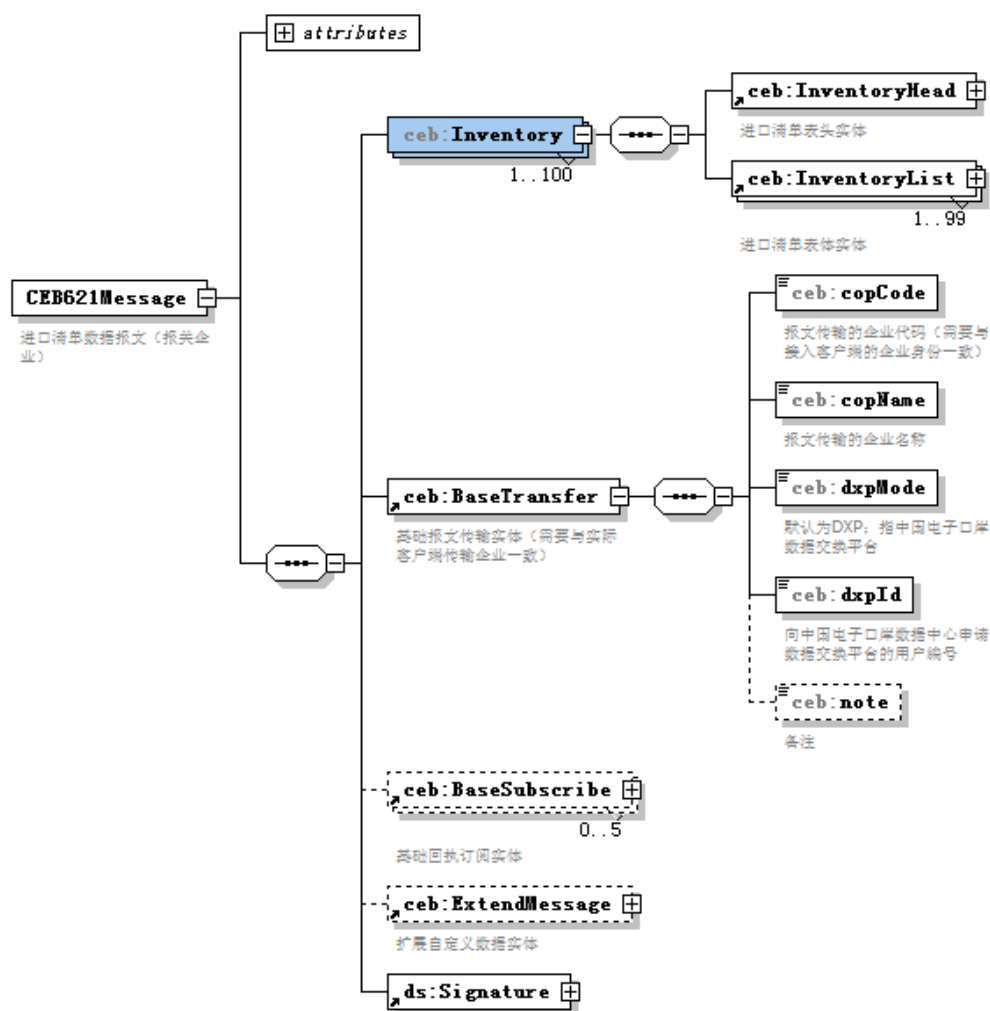 attributes
ceb:InventoryHead
进口清单表头实体
ceb:Inventory
1..100
ceb:InventoryList
1..99
进口清单表体实体
CEB621Message
进口清单数据报文（报关企
业）
ceb:copCode
报文传输的企业代码（需要与
接入客户端的企业身份一致）
ceb:copName
报文传输的企业名称
ceb:BaseTransfer
基础报文传输实体（需要与实际
客户端传输企业一致）
ceb:dxpMode
默认为DXP；指中国电子口岸
数据交换平台
ceb:dxpId
向中国电子口岸数据中心申请
数据交换平台的用户编号
ceb:note
备注
ceb:BaseSubscribe
0..5
基础回执订阅实体
ceb:ExtendMessage
扩展自定义数据实体
ds:Signature